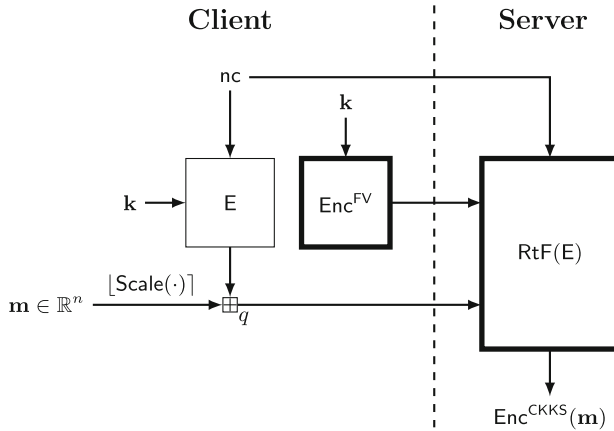 Client Server
nc
k
k
E
Enc^FV
RtF(E)
⌊Scale(·)⌉
m ∈ ℝ^n
⊞_q
Enc^CKKS(m)